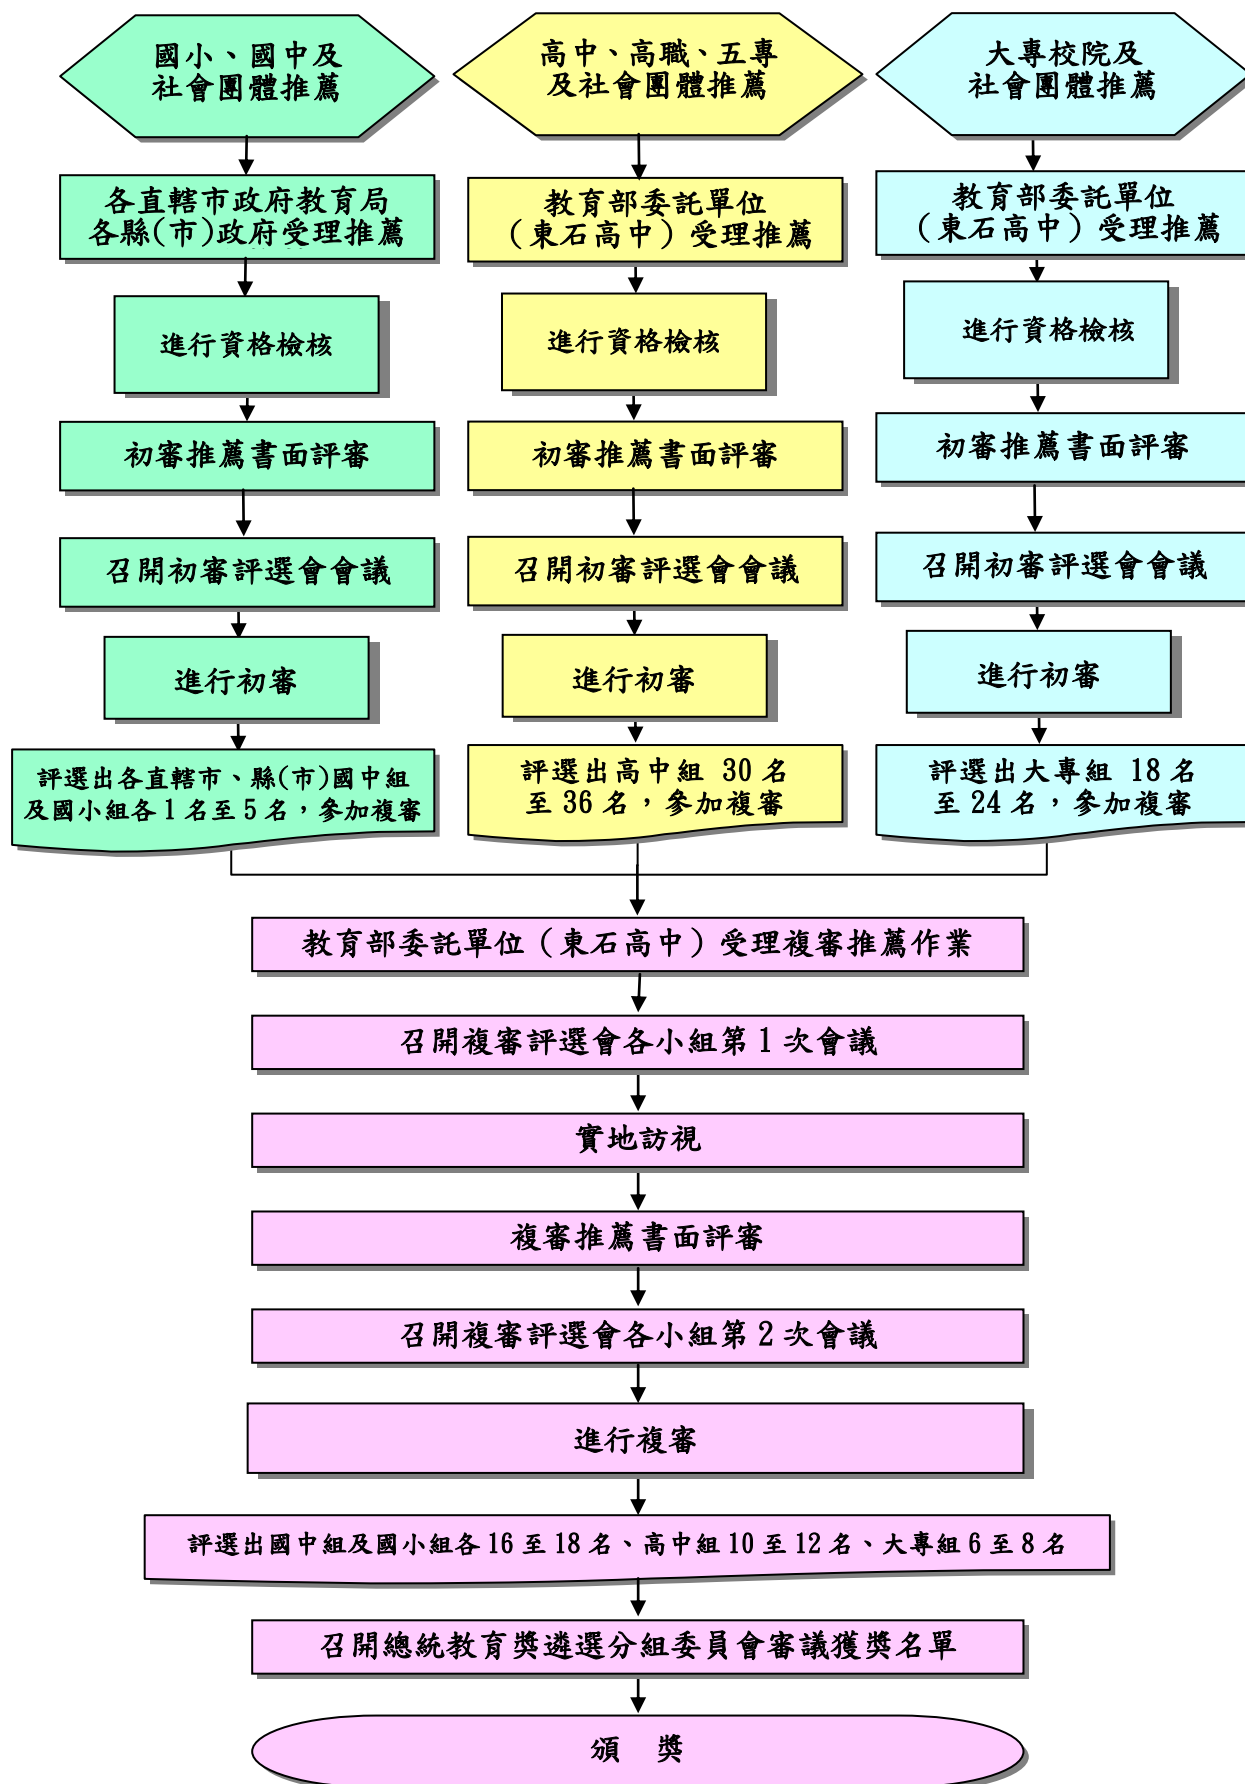 國小、國中及
社會團體推薦
各直轄市政府教育局
各縣(市)政府受理推薦
進行資格檢核
初審推薦書面評審
召開初審評選會會議
進行初審
評選出各直轄市、縣(市)國中組
及國小組各1名至5名，參加複審
高中、高職、五專
及社會團體推薦
教育部委託單位
（東石高中）受理推薦
進行資格檢核
初審推薦書面評審
召開初審評選會會議
進行初審
評選出高中組 30名
至36名，參加複審
大專校院及
社會團體推薦
教育部委託單位
（東石高中）受理推薦
進行資格檢核
初審推薦書面評審
召開初審評選會會議
進行初審
評選出大專組 18名
至24名，參加複審
教育部委託單位（東石高中）受理複審推薦作業
召開複審評選會各小組第1次會議
實地訪視
複審推薦書面評審
召開複審評選會各小組第2次會議
進行複審
評選出國中組及國小組各16至18名、高中組10至12名、大專組6至8名
召開總統教育獎遴選分組委員會審議獲獎名單
頒 獎